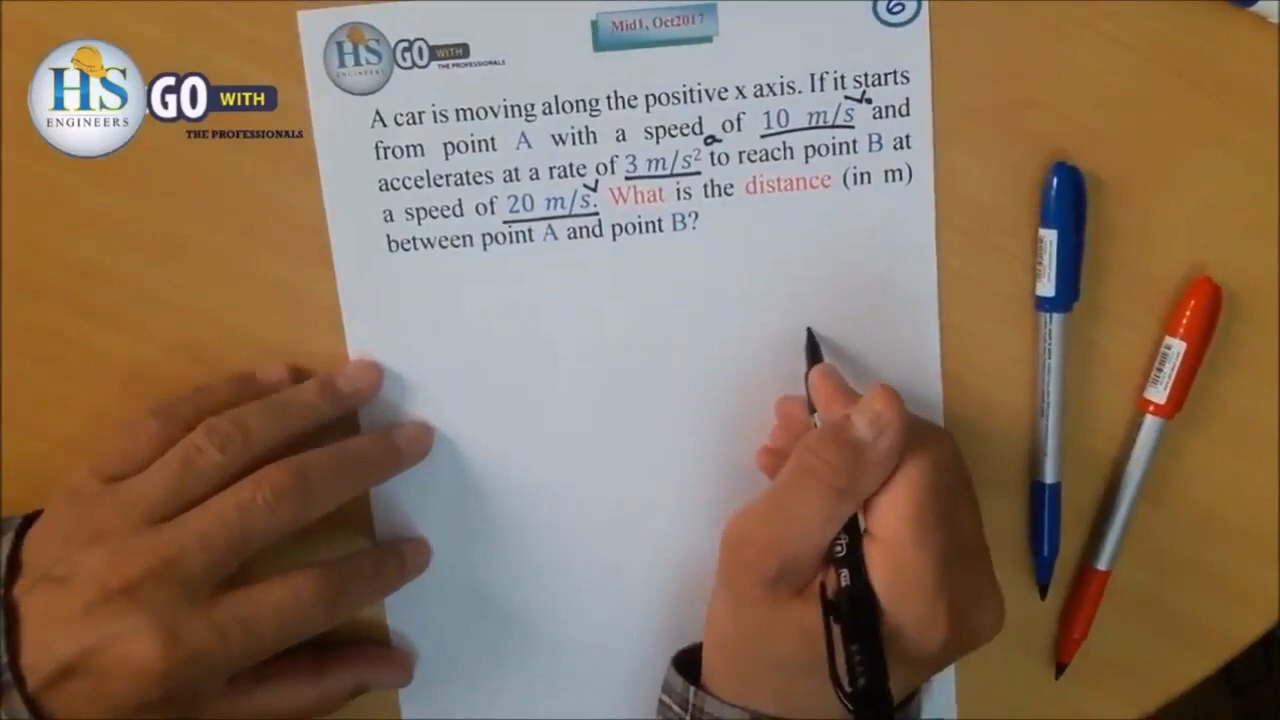 HS
ENGINEERS
GO WITH
THE PROFESSIONALS
HS
ENGINEERS
GO WITH
THE PROFESSIONALS
Mid1, Oct2017
6
A car is moving along the positive x axis. If it starts
from point A with a speed of 10 m/s and
accelerates at a rate of 3 m/s² to reach point B at
a speed of 20 m/s. What is the distance (in m)
between point A and point B?